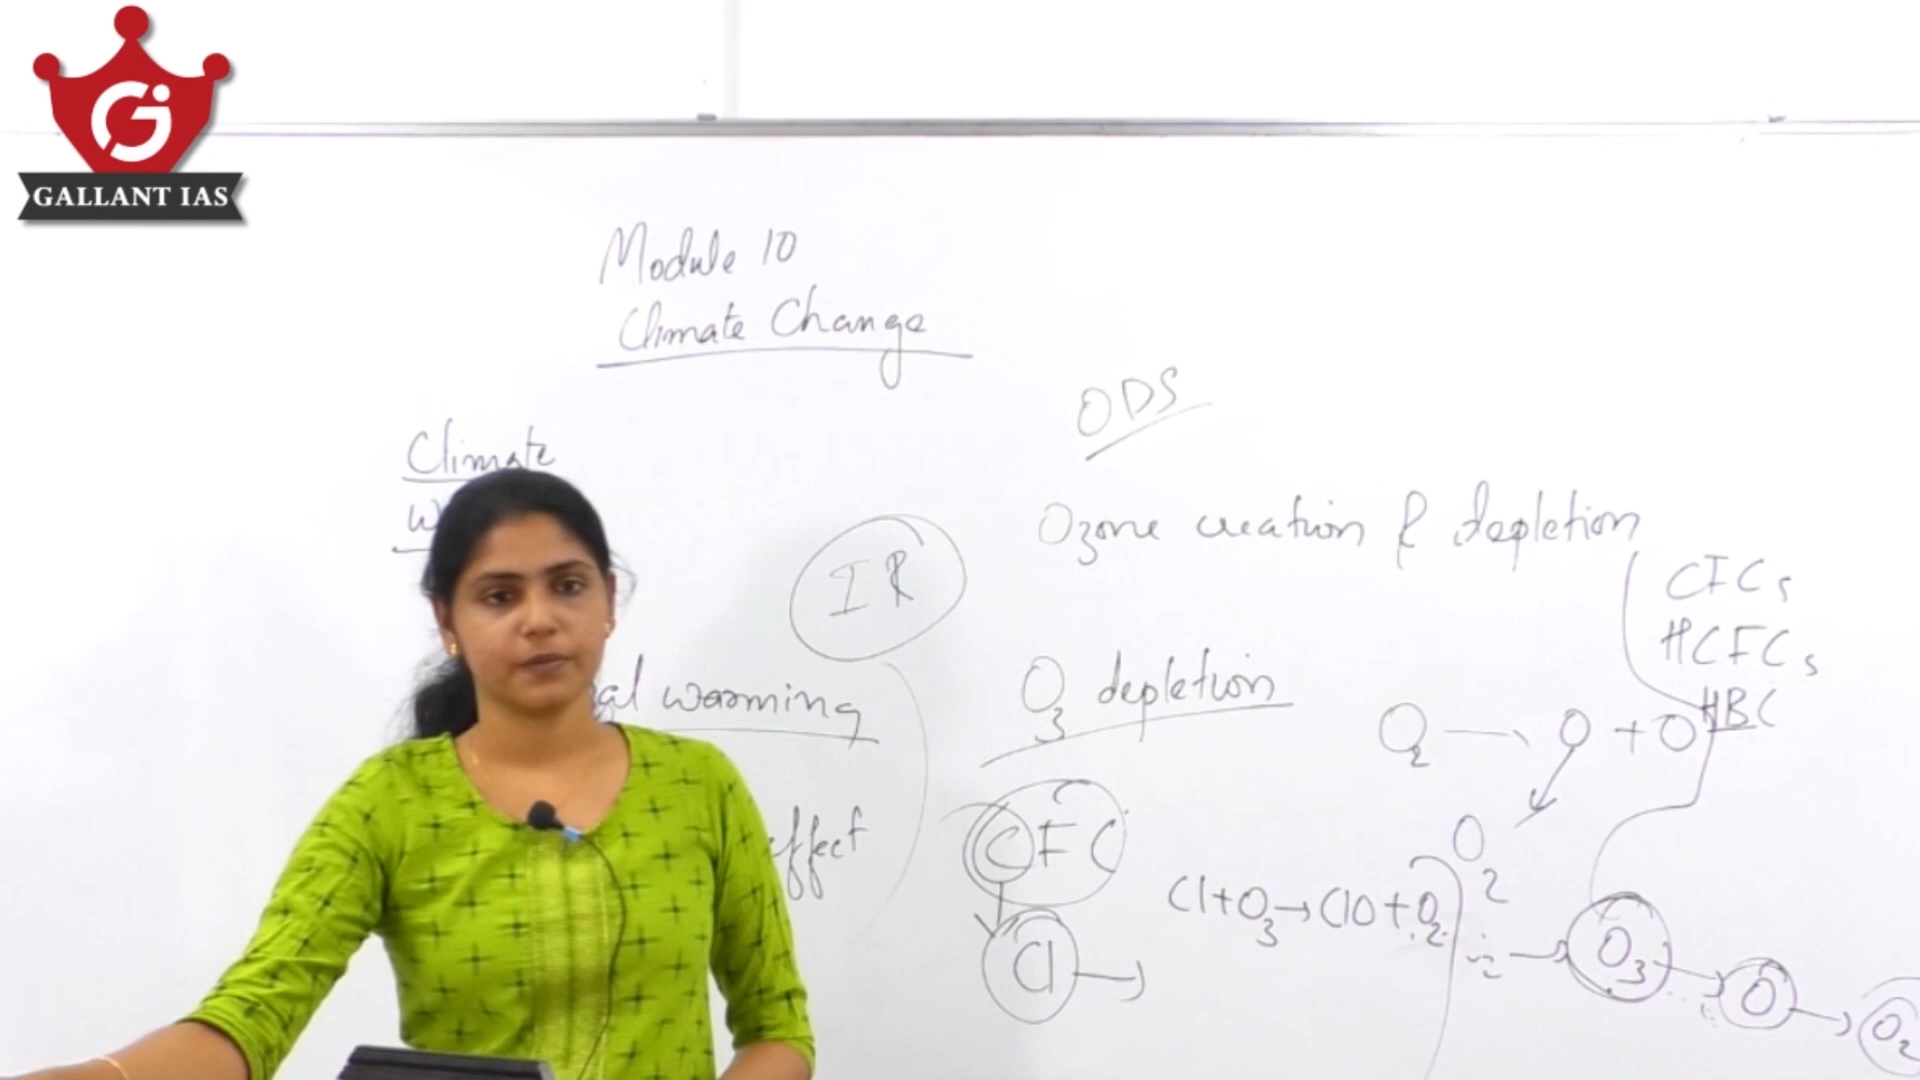 GALLANT IAS
Module 10
Climate Change
ODS
Climate
W
Ozone creation & depletion
IR
CFCs
HCFCs
HBC
al warming
O3 depletion
O2 → O + O
effect
CFC
O2
Cl+O3→ClO+O2
Cl →
→ O3 → O → O2